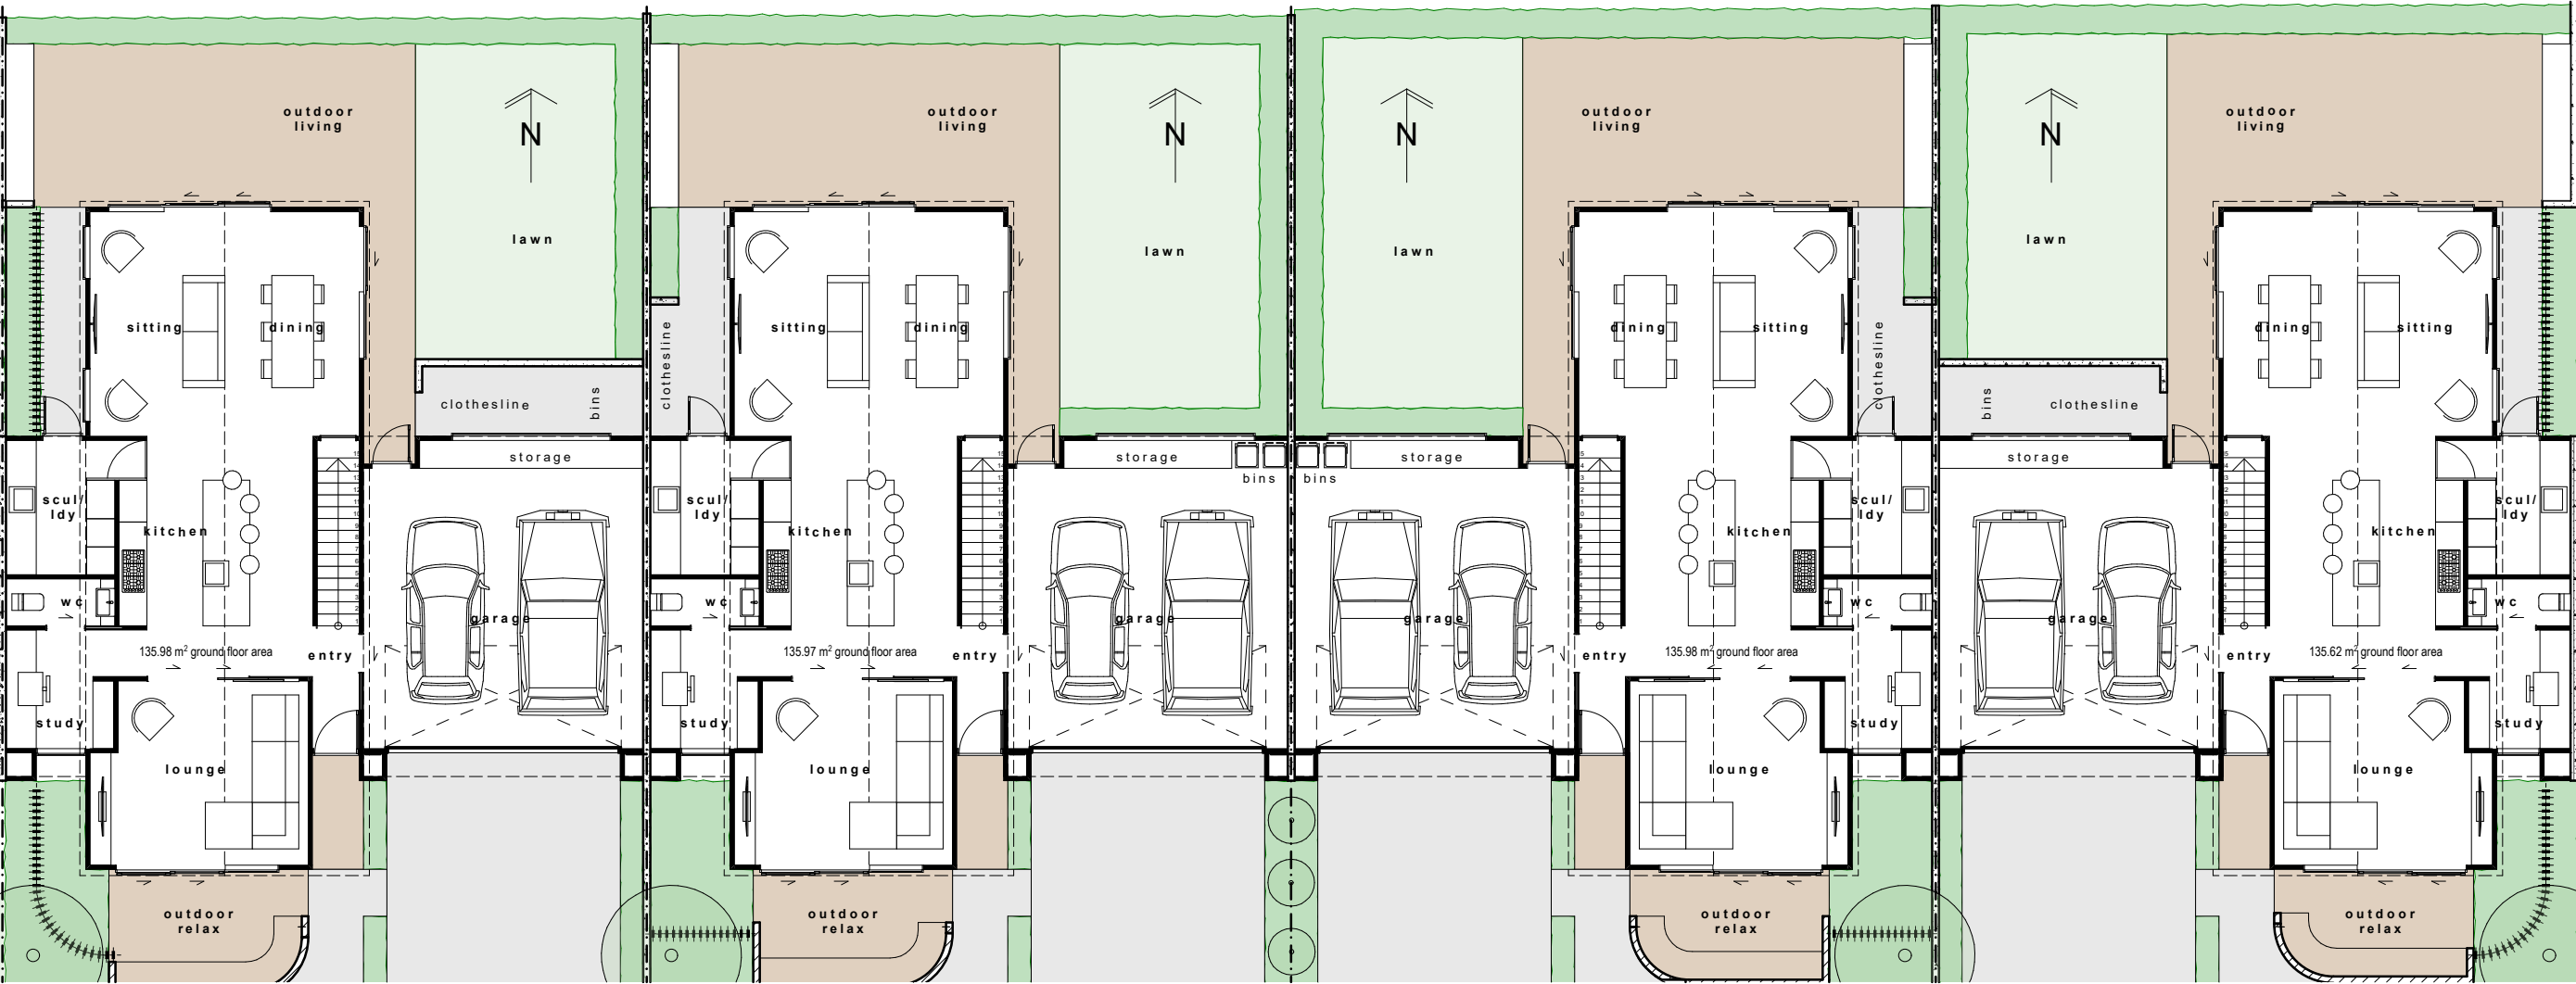 outdoor
living
N
outdoor
living
N
N
outdoor
living
N
outdoor
living
lawn
lawn
lawn
lawn
sitting
dining
clothesline
sitting
dining
dining
sitting
clothesline
dining
sitting
clothesline
bins
bins
clothesline
storage
storage
bins
bins
storage
storage
scul/
ldy
kitchen
scul/
ldy
kitchen
kitchen
scul/
ldy
kitchen
scul/
ldy
wc
garage
wc
garage
garage
wc
garage
wc
135.98 m² ground floor area
entry
135.97 m² ground floor area
entry
entry
135.98 m² ground floor area
entry
135.62 m² ground floor area
study
study
study
study
lounge
lounge
lounge
lounge
outdoor
relax
outdoor
relax
outdoor
relax
outdoor
relax